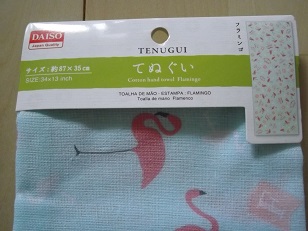 DAISO
Japan Quality
サイズ：約87×35cm
SIZE:34×13 inch
TENUGUI
てぬぐい
Cotton hand towel Flamingo
TOALHA DE MÃO・ESTAMPA：FLAMINGO
Toalla de mano Flamenco
フラミンゴ